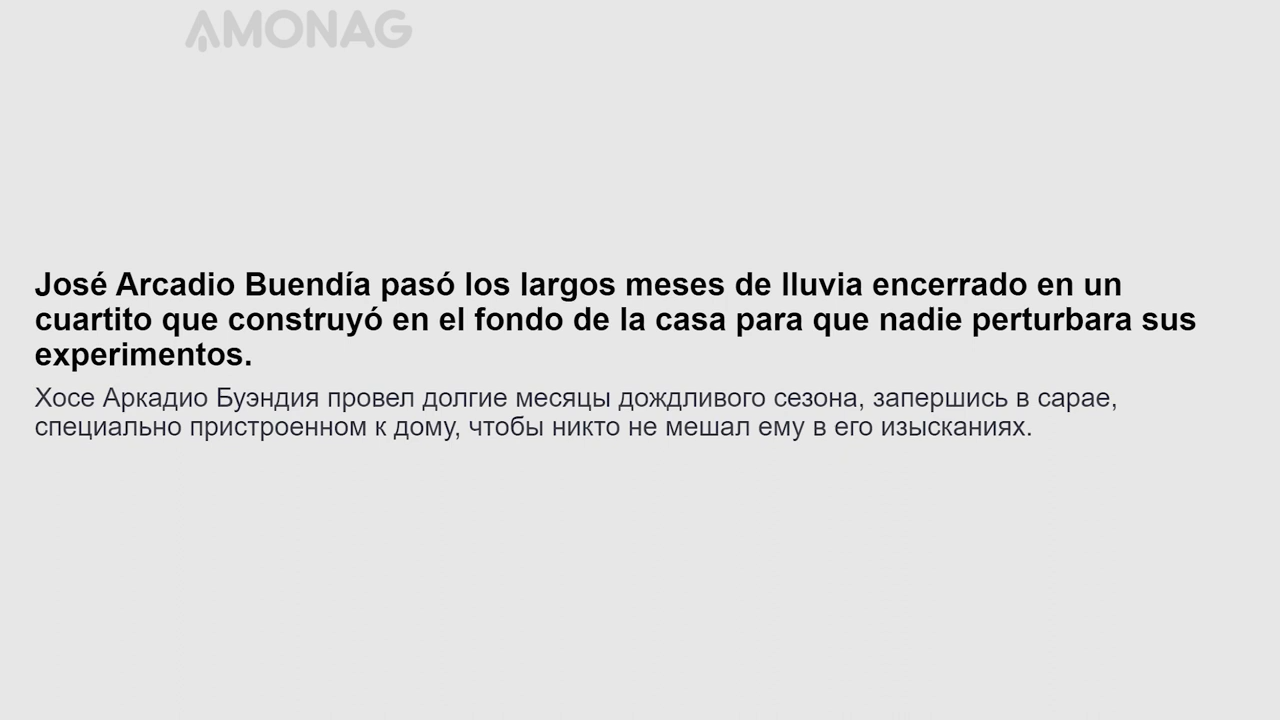 AMONAG
José Arcadio Buendía pasó los largos meses de lluvia encerrado en un
cuartito que construyó en el fondo de la casa para que nadie perturbara sus
experimentos.
Хосе Аркадио Буэндия провел долгие месяцы дождливого сезона, запершись в сарае,
специально пристроенном к дому, чтобы никто не мешал ему в его изысканиях.